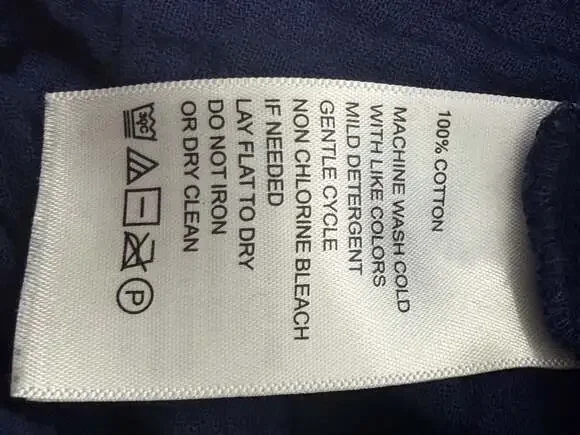 100% COTTON
MACHINE WASH COLD
WITH LIKE COLORS
MILD DETERGENT
GENTLE CYCLE
NON CHLORINE BLEACH
IF NEEDED
LAY FLAT TO DRY
DO NOT IRON
OR DRY CLEAN
30C
P